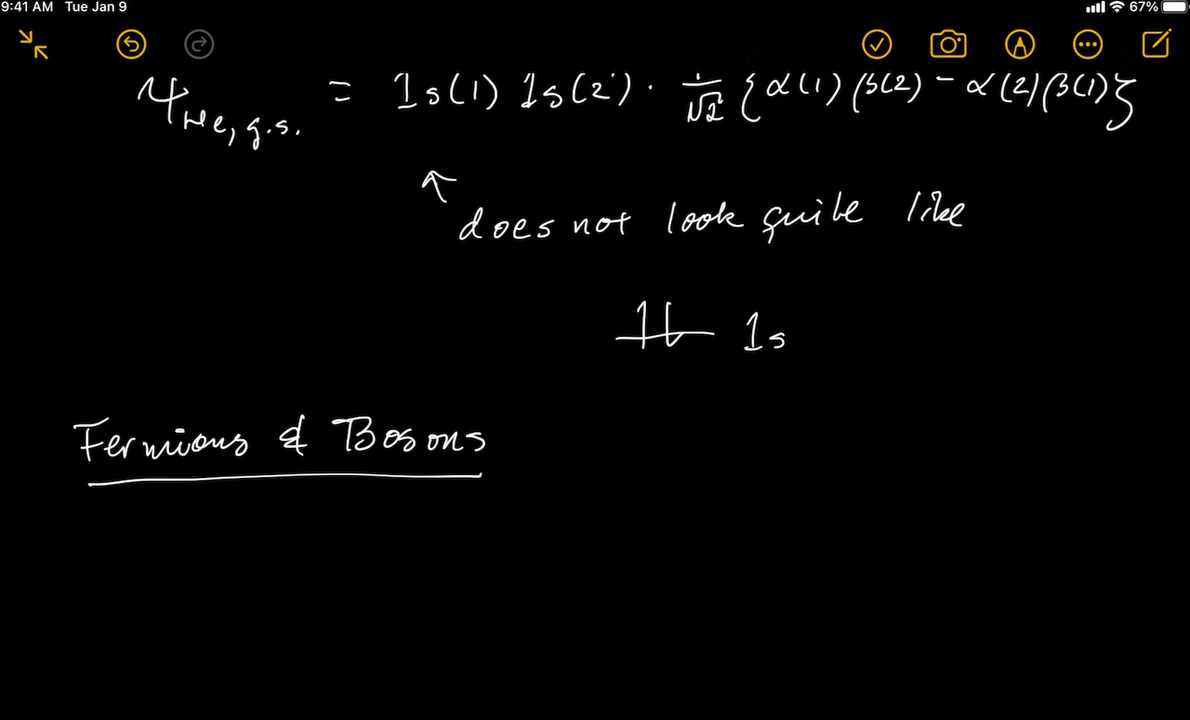 9:41 AM Tue Jan 9 67%
Ψ He, g.s. = 1s(1) 1s(2) · 1/√2 {α(1) β(2) - α(2) β(1)}
↑ does not look quite like
↿⇂ 1s
Fermions & Bosons